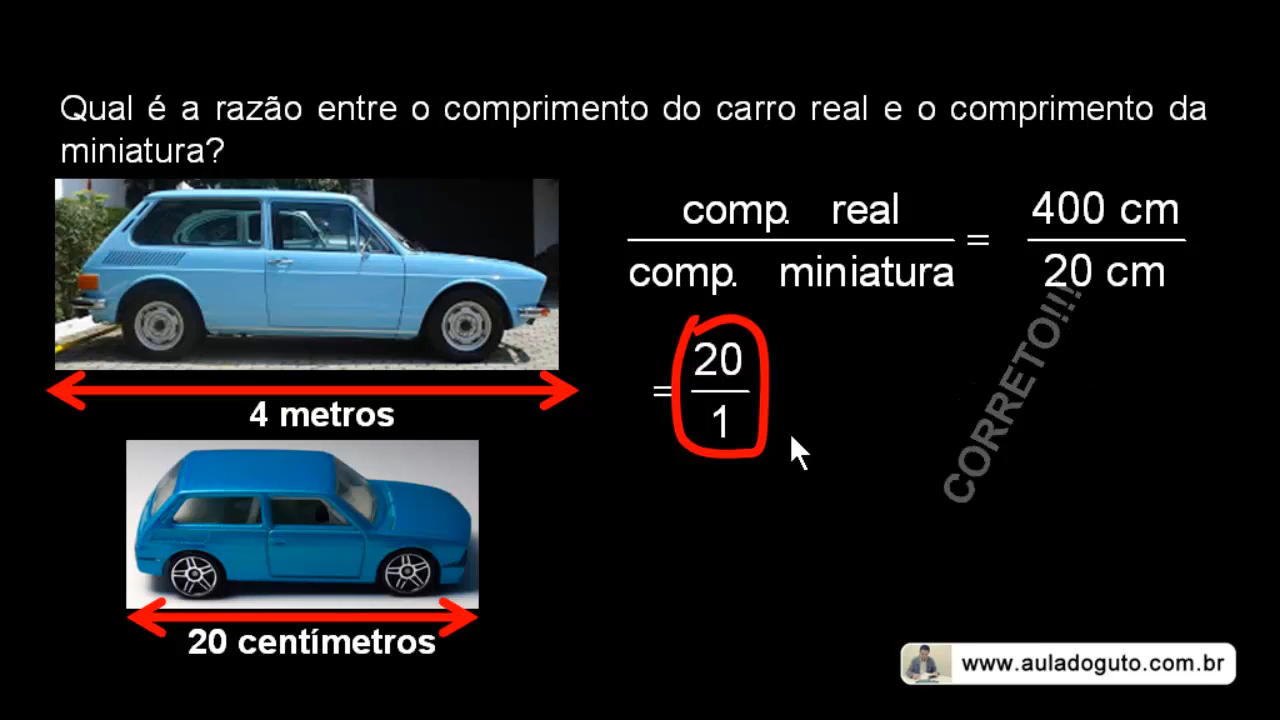 Qual é a razão entre o comprimento do carro real e o comprimento da
miniatura?
comp. real
comp. miniatura
=
400 cm
20 cm
=
20
1
CORRETO!!!
4 metros
20 centímetros
www.auladoguto.com.br